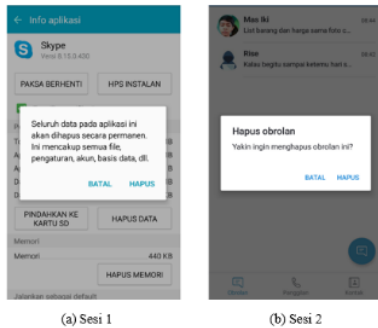 Info aplikasi
Skype
Versi 8.15.0.430
PAKSA BERHENTI
HPS INSTALAN
Seluruh data pada aplikasi ini
akan dihapus secara permanen.
Ini mencakup semua file,
pengaturan, akun, basis data, dll.
BATAL
HAPUS
PINDAHKAN KE
KARTU SD
HAPUS DATA
Memori
Memori
440 KB
HAPUS MEMORI
Jalankan sebagai default
(a) Sesi 1
Mas Iki
List barang dan harga sama foto c...
Rise
Kalau begitu sampai ketemu hari s...
Hapus obrolan
Yakin ingin menghapus obrolan ini?
BATAL
HAPUS
Obrolan
Panggilan
Kontak
(b) Sesi 2